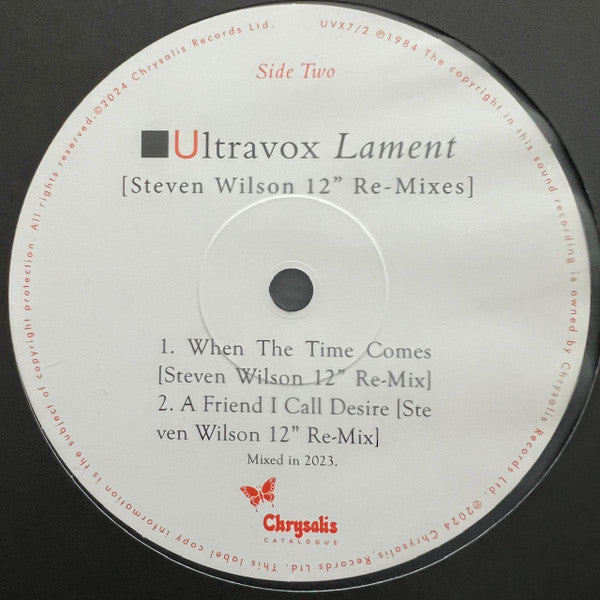 UVX7/2 ℗1984 The copyright in this sound recording is owned by Chrysalis Records Ltd. ©2024 Chrysalis Records Ltd. This label copy information is the subject of copyright protection. All rights reserved. ©2024 Chrysalis Records Ltd.
Side Two
■Ultravox Lament
[Steven Wilson 12” Re-Mixes]
1. When The Time Comes
[Steven Wilson 12” Re-Mix]
2. A Friend I Call Desire [Ste
ven Wilson 12” Re-Mix]
Mixed in 2023.
Chrysalis
CATALOGUE